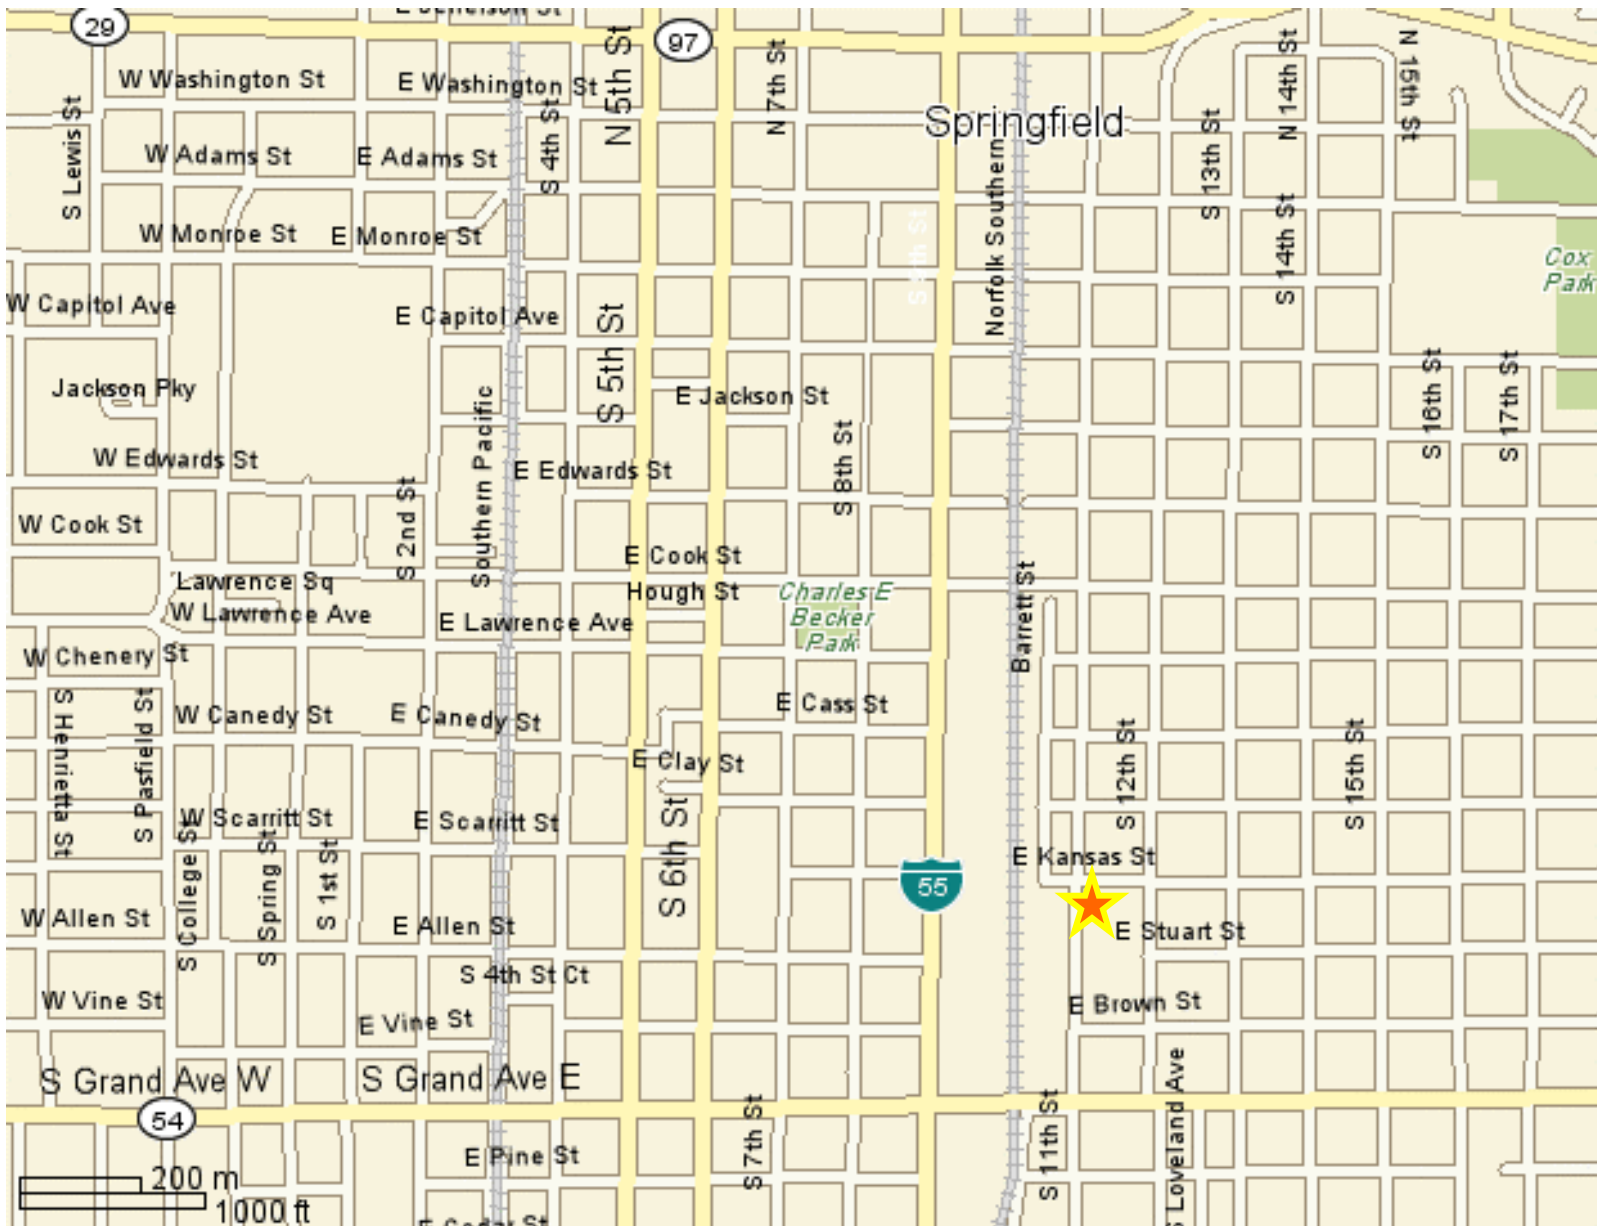 E Jefferson St
29
97
W Washington St
E Washington St
N 5th St
N 7th St
N 14th St
N 15th St
Springfield
S Lewis St
W Adams St
E Adams St
S 4th St
S 13th St
W Monroe St
E Monroe St
Norfolk Southern
S 14th St
Cox
Park
W Capitol Ave
E Capitol Ave
S 5th St
Jackson Pky
E Jackson St
S 16th St
S 17th St
W Edwards St
Southern Pacific
E Edwards St
S 8th St
W Cook St
S 2nd St
E Cook St
Lawrence Sq
Hough St
Charles E
Becker
Park
W Lawrence Ave
E Lawrence Ave
Barrett St
W Chenery St
S Henrietta St
S Pasfield St
W Canedy St
E Canedy St
E Cass St
E Clay St
S 12th St
S 15th St
W Scarritt St
E Scarritt St
S 6th St
E Kansas St
55
S College St
S Spring St
S 1st St
W Allen St
E Allen St
E Stuart St
S 4th St Ct
W Vine St
E Vine St
E Brown St
S Grand Ave W
S Grand Ave E
54
S 7th St
S 11th St
S Loveland Ave
E Pine St
200 m
1000 ft
E Cedar St